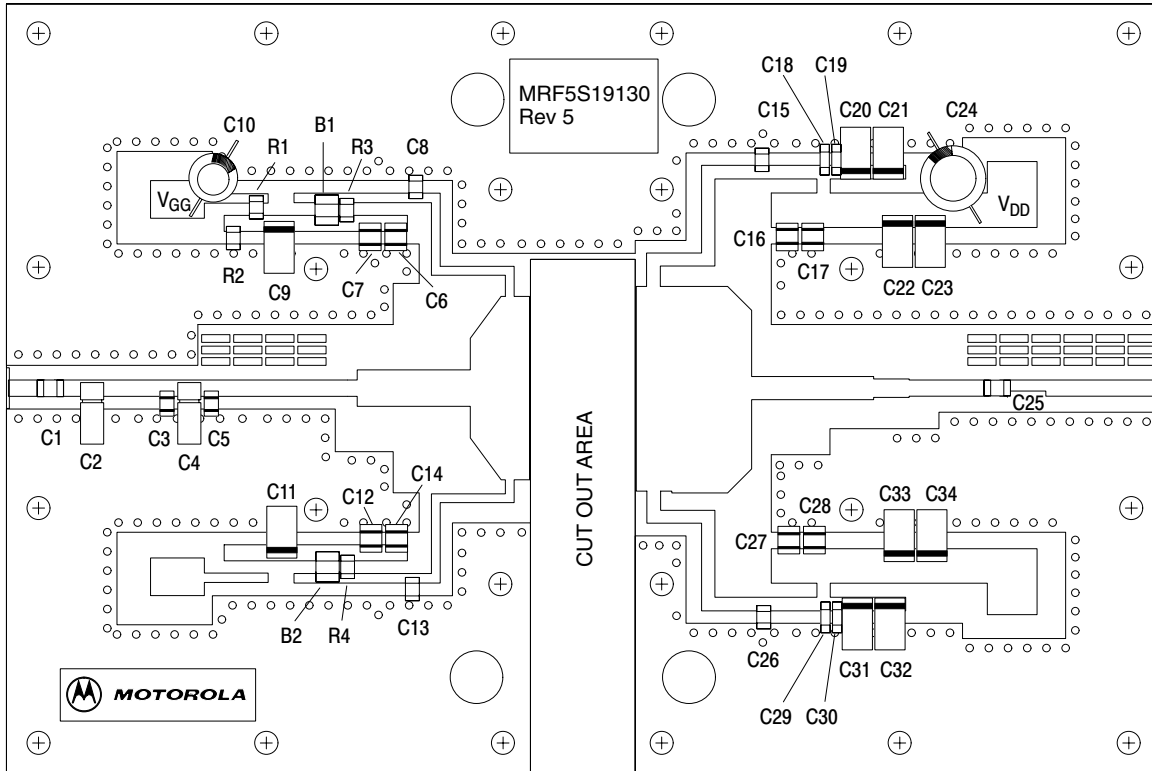 MRF5S19130
Rev 5
C18
C19
C15
C20
C21
C24
C10
R1
B1
R3
C8
VGG
VDD
R2
C9
C7
C6
C16
C17
C22
C23
C1
C2
C3
C4
C5
C25
CUT OUT AREA
C11
C12
C14
C27
C28
C33
C34
B2
R4
C13
C26
C29
C30
C31
C32
MOTOROLA